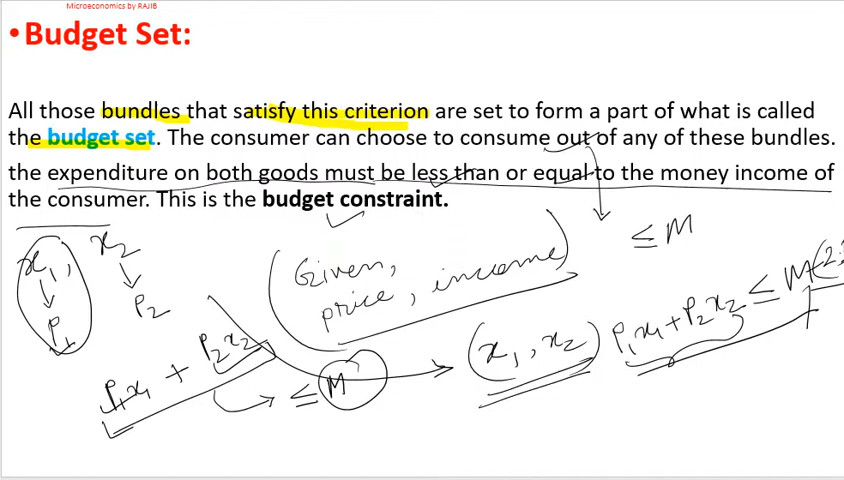 Microeconomics by RAJIB
•Budget Set:
All those bundles that satisfy this criterion are set to form a part of what is called
the budget set. The consumer can choose to consume out of any of these bundles.
the expenditure on both goods must be less than or equal to the money income of
the consumer. This is the budget constraint.
x₁, x₂
P₁ P₂
Given,
price, income
≤ M
P₁x₁ + P₂x₂
≤ M
(x₁, x₂)
P₁x₁ + P₂x₂ ≤ M